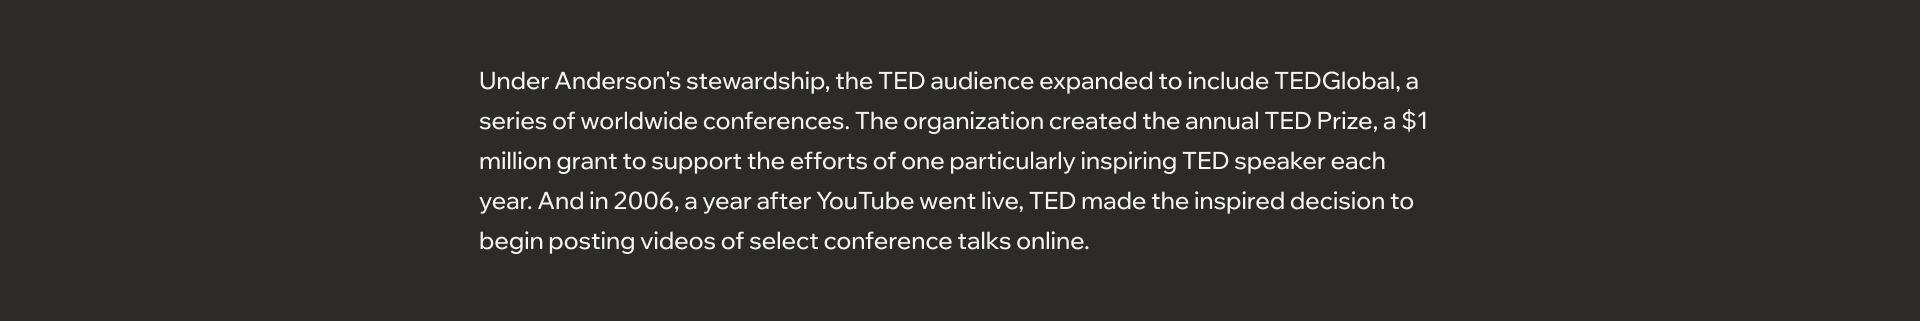 Under Anderson's stewardship, the TED audience expanded to include TEDGlobal, a
series of worldwide conferences. The organization created the annual TED Prize, a $1
million grant to support the efforts of one particularly inspiring TED speaker each
year. And in 2006, a year after YouTube went live, TED made the inspired decision to
begin posting videos of select conference talks online.